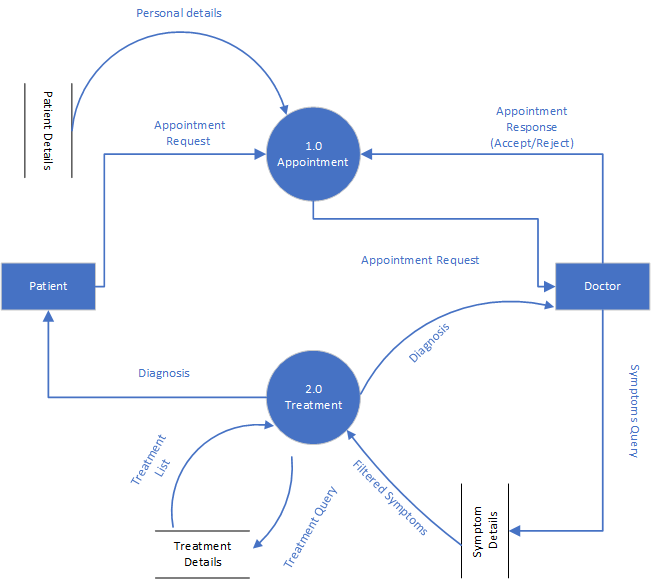 Personal details
Patient Details
Appointment
Request
1.0
Appointment
Appointment
Response
(Accept/Reject)
Appointment Request
Patient
Doctor
Diagnosis
Diagnosis
2.0
Treatment
Symptoms Query
Treatment
List
Treatment Query
Filtered Symptoms
Symptom
Details
Treatment
Details